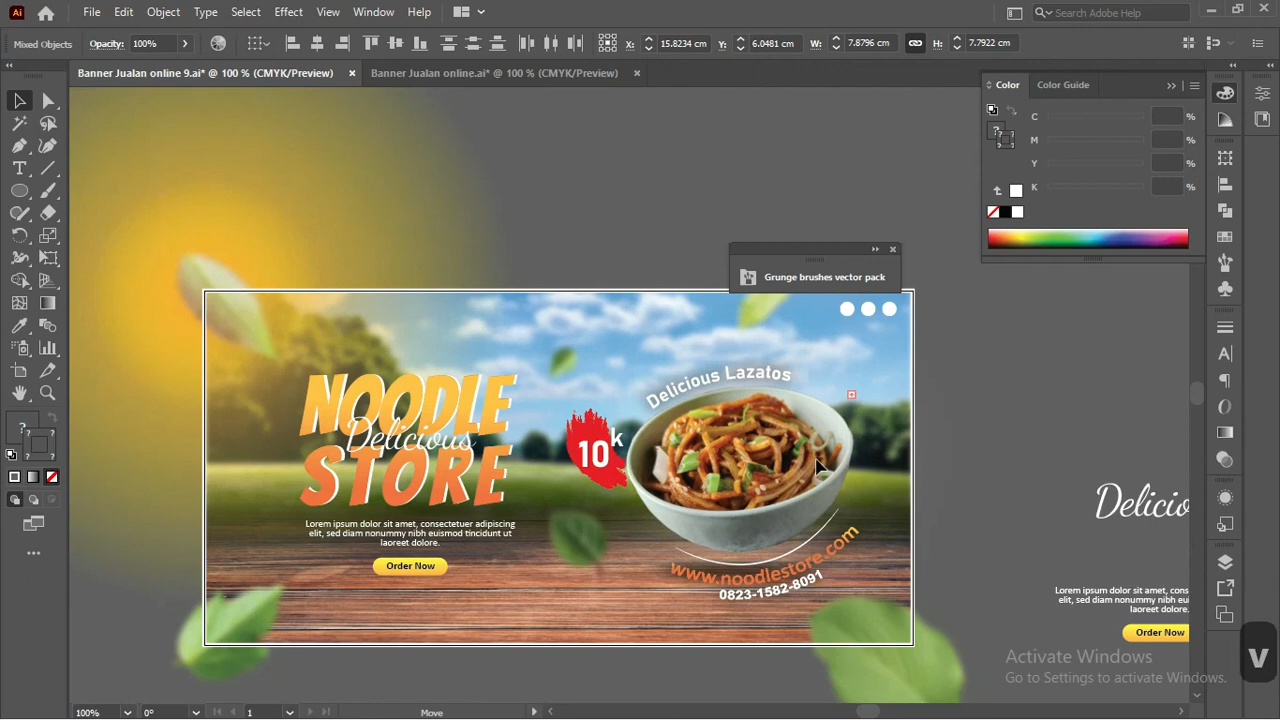 Ai File Edit Object Type Select Effect View Window Help Search Adobe Help
Mixed Objects Opacity: 100% X: 15.8234 cm Y: 6.0481 cm W: 7.8796 cm H: 7.7922 cm
Banner Jualan online 9.ai* @ 100 % (CMYK/Preview) Banner Jualan online.ai* @ 100 % (CMYK/Preview)
Color Color Guide
C %
M %
Y %
K %
Grunge brushes vector pack
Delicious Lazatos
NOODLE
Delicious
STORE
10k
Lorem ipsum dolor sit amet, consectetuer adipiscing
elit, sed diam nonummy nibh euismod tincidunt ut
laoreet dolore.
Order Now
www.noodlestore.com
0823-1582-8091
Delicio
Lorem ipsum dolor sit amet, cons
elit, sed diam nonummy nibh eui
laoreet dolore.
Order Now
Activate Windows
Go to Settings to activate Windows.
V
100% 0° 1 Move